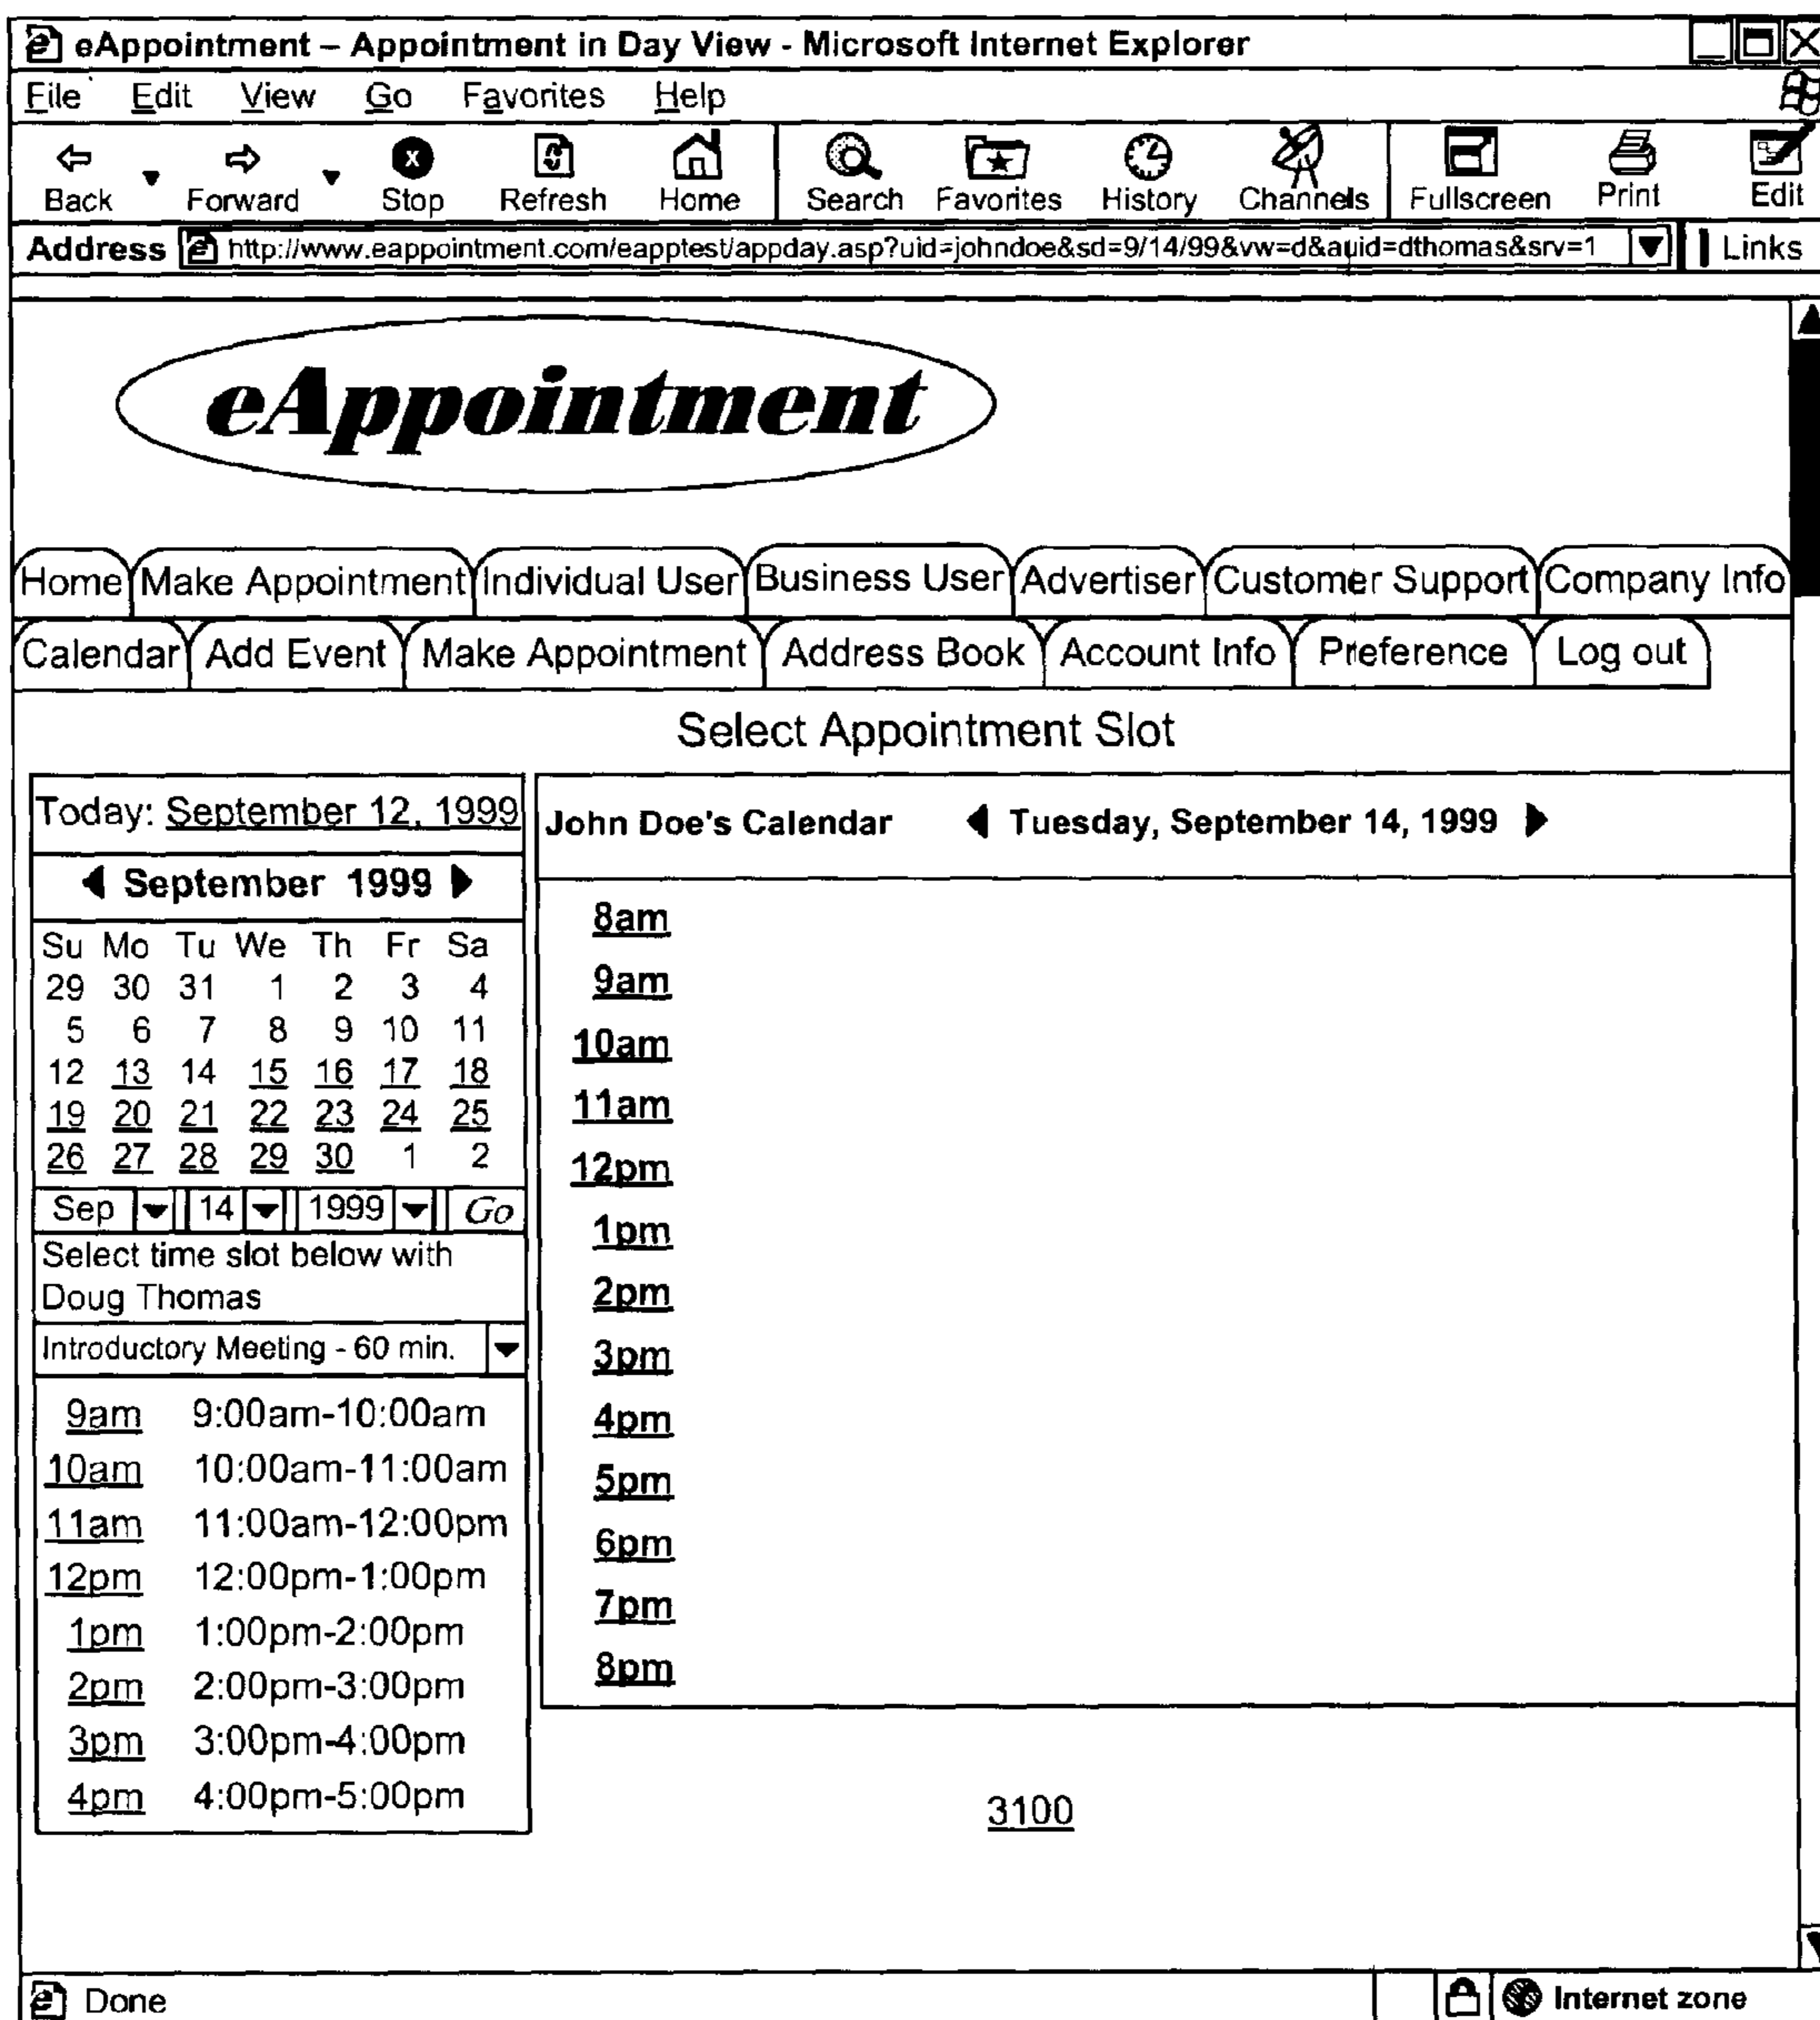 eAppointment – Appointment in Day View - Microsoft Internet Explorer
File Edit View Go Favorites Help
Back Forward Stop Refresh Home Search Favorites History Channels Fullscreen Print Edit
Address http://www.eappointment.com/eapptest/appday.asp?uid=johndoe&sd=9/14/99&vw=d&auid=dthomas&srv=1 Links
eAppointment
Home Make Appointment Individual User Business User Advertiser Customer Support Company Info
Calendar Add Event Make Appointment Address Book Account Info Preference Log out
Select Appointment Slot
Today: September 12, 1999
September 1999
Su Mo Tu We Th Fr Sa
29 30 31 1 2 3 4
5 6 7 8 9 10 11
12 13 14 15 16 17 18
19 20 21 22 23 24 25
26 27 28 29 30 1 2
Sep 14 1999 Go
Select time slot below with
Doug Thomas
Introductory Meeting - 60 min.
9am 9:00am-10:00am
10am 10:00am-11:00am
11am 11:00am-12:00pm
12pm 12:00pm-1:00pm
1pm 1:00pm-2:00pm
2pm 2:00pm-3:00pm
3pm 3:00pm-4:00pm
4pm 4:00pm-5:00pm
John Doe's Calendar Tuesday, September 14, 1999
8am
9am
10am
11am
12pm
1pm
2pm
3pm
4pm
5pm
6pm
7pm
8pm
3100
Done Internet zone